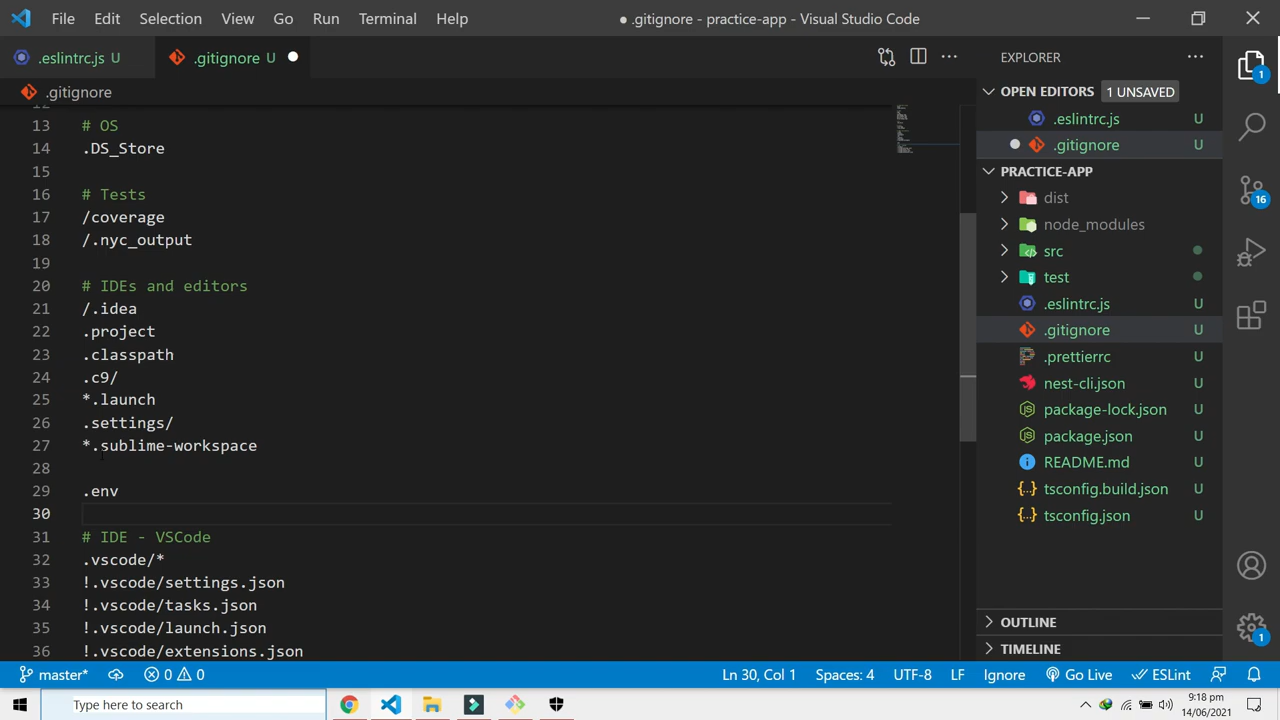 File Edit Selection View Go Run Terminal Help
● .gitignore - practice-app - Visual Studio Code
.eslintrc.js U
.gitignore U
.gitignore
13 # OS
14 .DS_Store
15
16 # Tests
17 /coverage
18 /.nyc_output
19
20 # IDEs and editors
21 /.idea
22 .project
23 .classpath
24 .c9/
25 *.launch
26 .settings/
27 *.sublime-workspace
28
29 .env
30
31 # IDE - VSCode
32 .vscode/*
33 !.vscode/settings.json
34 !.vscode/tasks.json
35 !.vscode/launch.json
36 !.vscode/extensions.json
EXPLORER
OPEN EDITORS 1 UNSAVED
.eslintrc.js U
.gitignore U
PRACTICE-APP
dist
node_modules
src
test
.eslintrc.js U
.gitignore U
.prettierrc U
nest-cli.json U
package-lock.json U
package.json U
README.md U
tsconfig.build.json U
tsconfig.json U
OUTLINE
TIMELINE
1
16
1
master* 0 0 Ln 30, Col 1 Spaces: 4 UTF-8 LF Ignore Go Live ESLint
Type here to search
9:18 pm
14/06/2021